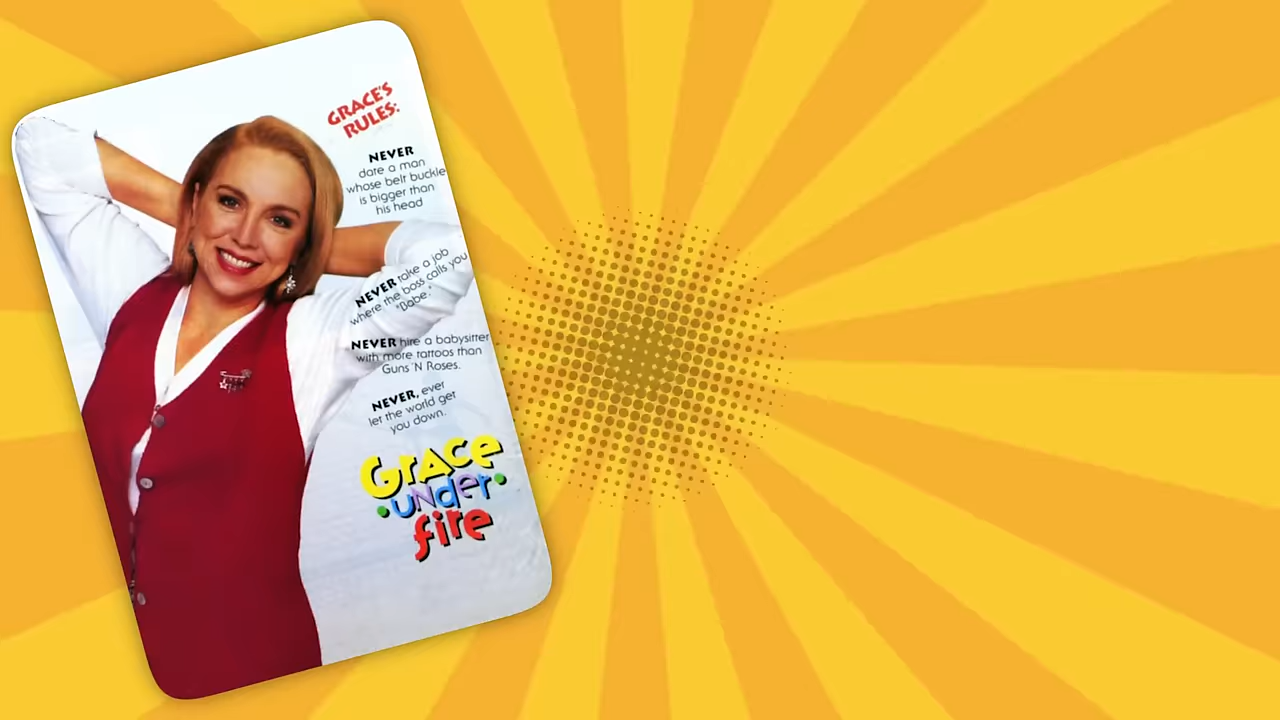 GRACE'S
RULES:
NEVER
date a man
whose belt buckle
is bigger than
his head
NEVER take a job
where the boss calls you
"Babe."
NEVER hire a babysitter
with more tattoos than
Guns 'N Roses.
NEVER, ever
let the world get
you down.
Grace
under
fire